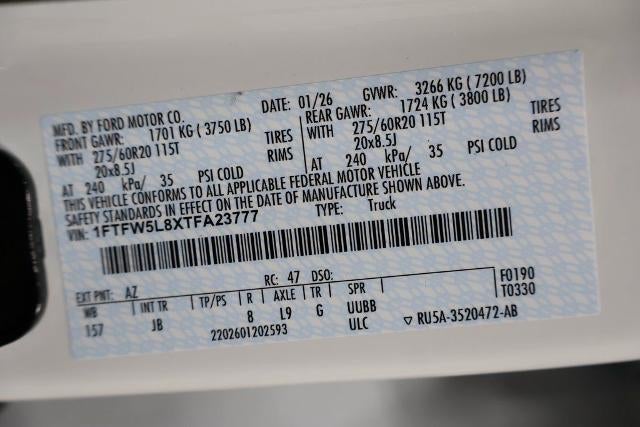 MFD. BY FORD MOTOR CO. DATE: 01/26 GVWR: 3266 KG ( 7200 LB)
FRONT GAWR: 1701 KG ( 3750 LB) REAR GAWR: 1724 KG ( 3800 LB)
WITH 275/60R20 115T TIRES WITH 275/60R20 115T TIRES
20x8.5J RIMS 20x8.5J RIMS
AT 240 kPa/ 35 PSI COLD AT 240 kPa/ 35 PSI COLD
THIS VEHICLE CONFORMS TO ALL APPLICABLE FEDERAL MOTOR VEHICLE
SAFETY STANDARDS IN EFFECT ON THE DATE OF MANUFACTURE SHOWN ABOVE.
VIN: 1FTFW5L8XTFA23777 TYPE: Truck
EXT PNT: AZ RC: 47 DSO: F0190
WB INT TR TP/PS R AXLE TR SPR T0330
157 JB 8 L9 G UUBB
2202601202593 ULC ▽ RU5A-3520472-AB